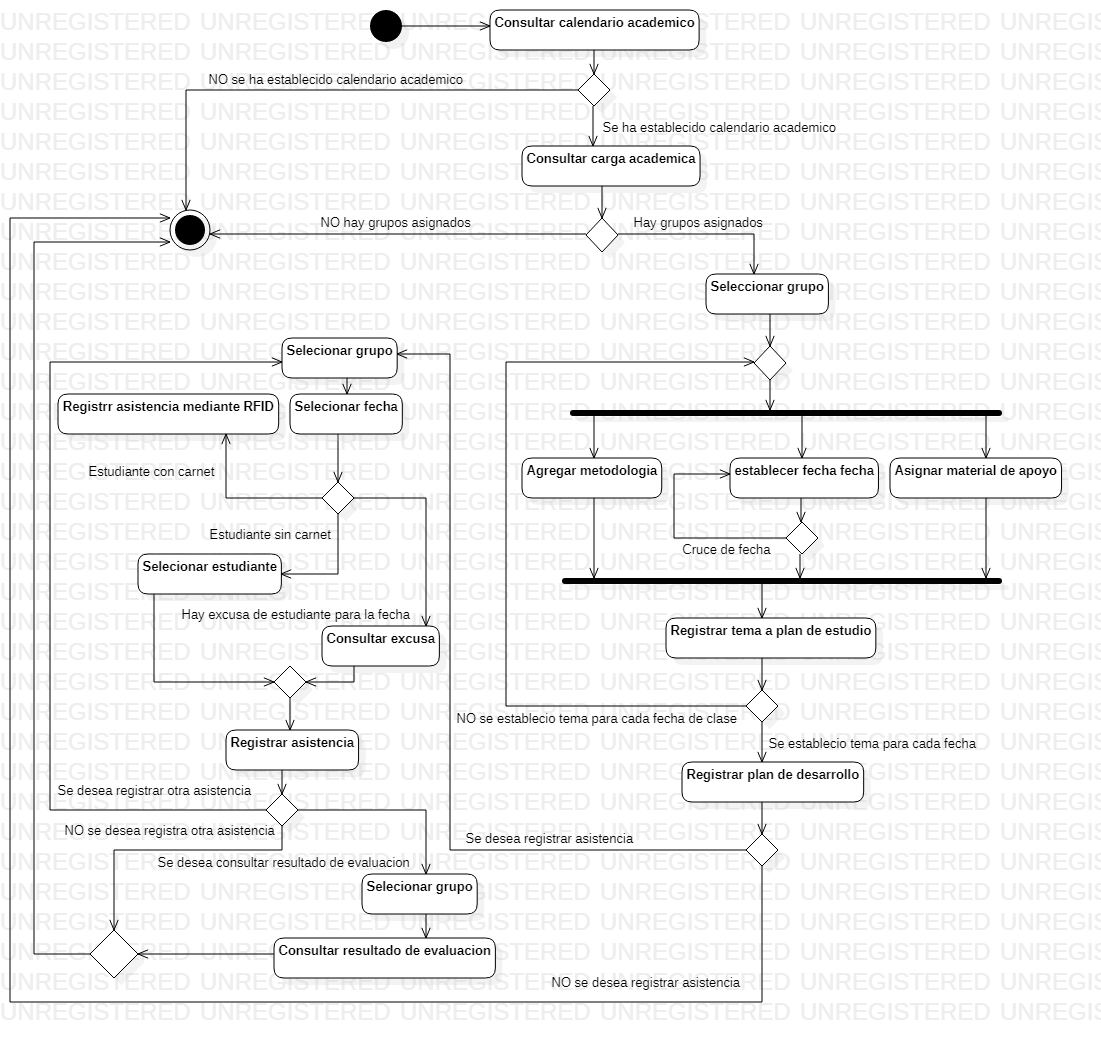 Consultar calendario academico
NO se ha establecido calendario academico
Se ha establecido calendario academico
Consultar carga academica
NO hay grupos asignados
Hay grupos asignados
Seleccionar grupo
Selecionar grupo
Registrr asistencia mediante RFID
Selecionar fecha
Estudiante con carnet
Agregar metodologia
establecer fecha fecha
Asignar material de apoyo
Estudiante sin carnet
Cruce de fecha
Selecionar estudiante
Hay excusa de estudiante para la fecha
Consultar excusa
Registrar tema a plan de estudio
NO se establecio tema para cada fecha de clase
Se establecio tema para cada fecha
Registrar asistencia
Registrar plan de desarrollo
Se desea registrar otra asistencia
NO se desea registra otra asistencia
Se desea registrar asistencia
Se desea consultar resultado de evaluacion
Selecionar grupo
Consultar resultado de evaluacion
NO se desea registrar asistencia
UNREGISTERED